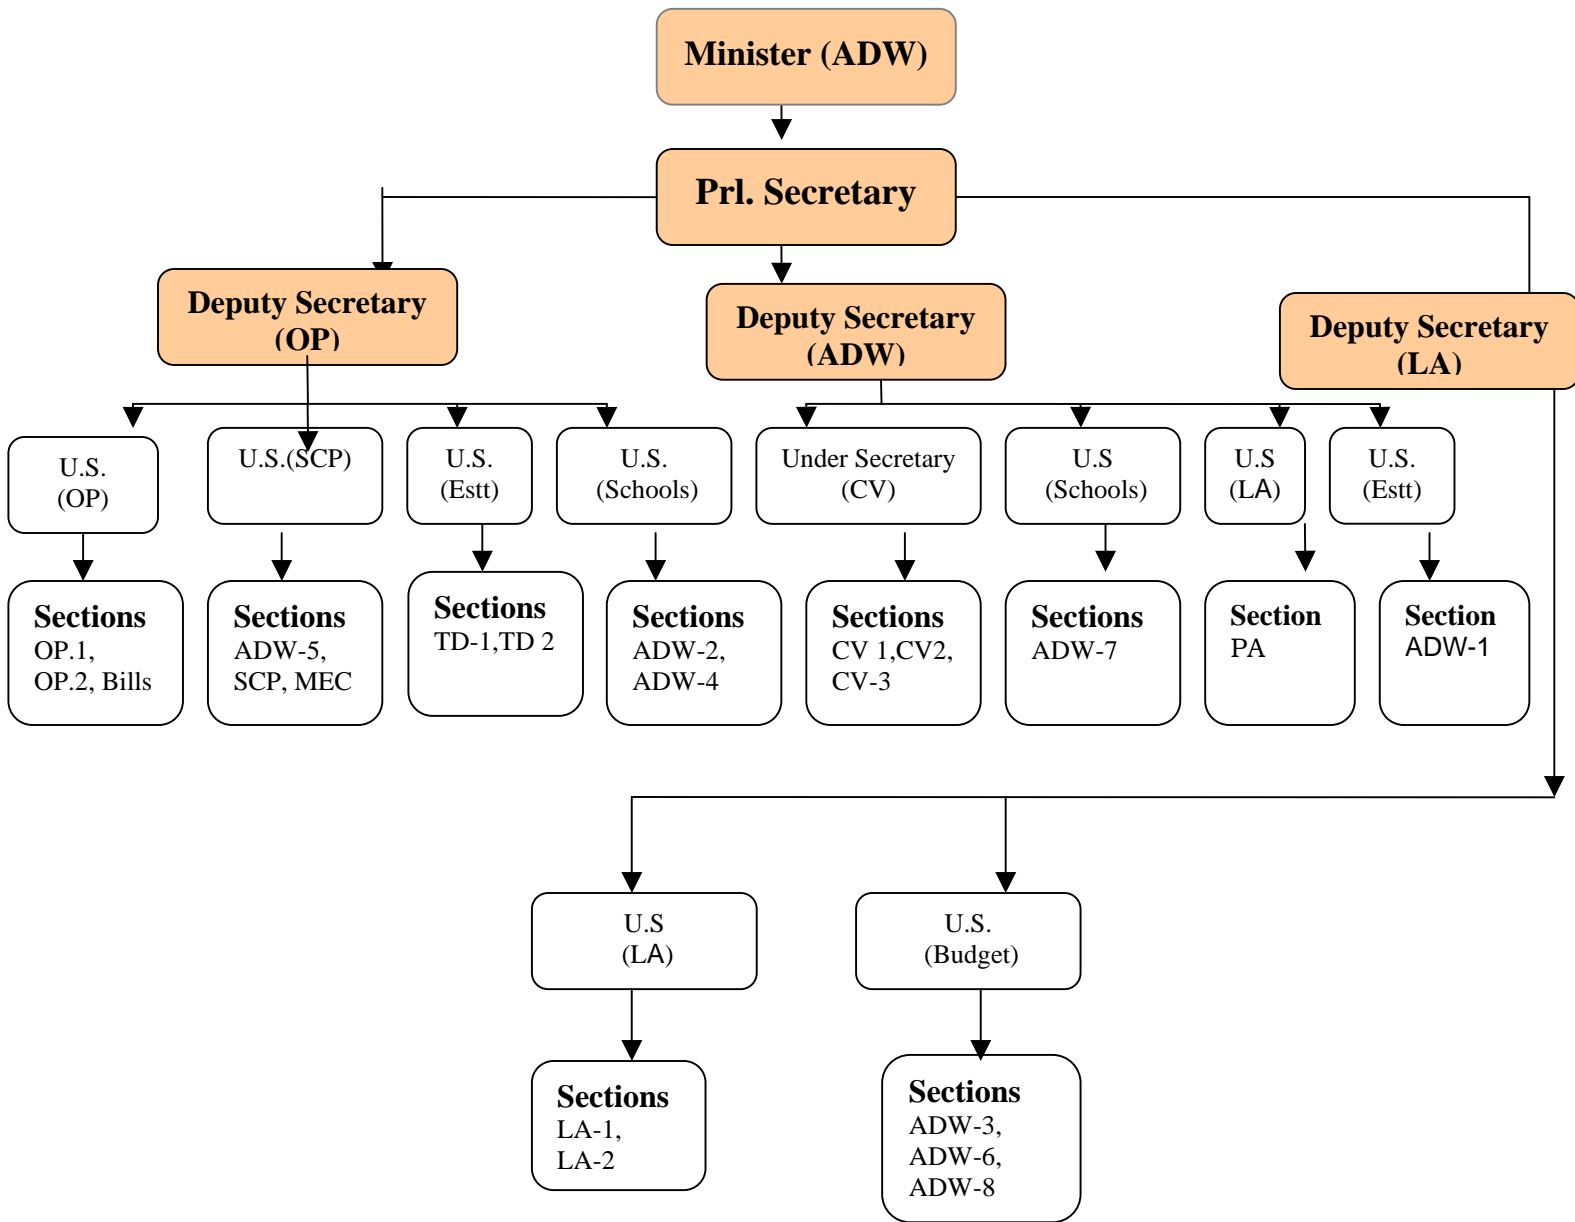 Minister (ADW)
Prl. Secretary
Deputy Secretary
(OP)
Deputy Secretary
(ADW)
Deputy Secretary
(LA)
U.S.
(OP)
U.S.(SCP)
U.S.
(Estt)
U.S.
(Schools)
Under Secretary
(CV)
U.S
(Schools)
U.S
(LA)
U.S.
(Estt)
Sections
OP.1,
OP.2, Bills
Sections
ADW-5,
SCP, MEC
Sections
TD-1,TD 2
Sections
ADW-2,
ADW-4
Sections
CV 1,CV2,
CV-3
Sections
ADW-7
Section
PA
Section
ADW-1
U.S
(LA)
U.S.
(Budget)
Sections
LA-1,
LA-2
Sections
ADW-3,
ADW-6,
ADW-8